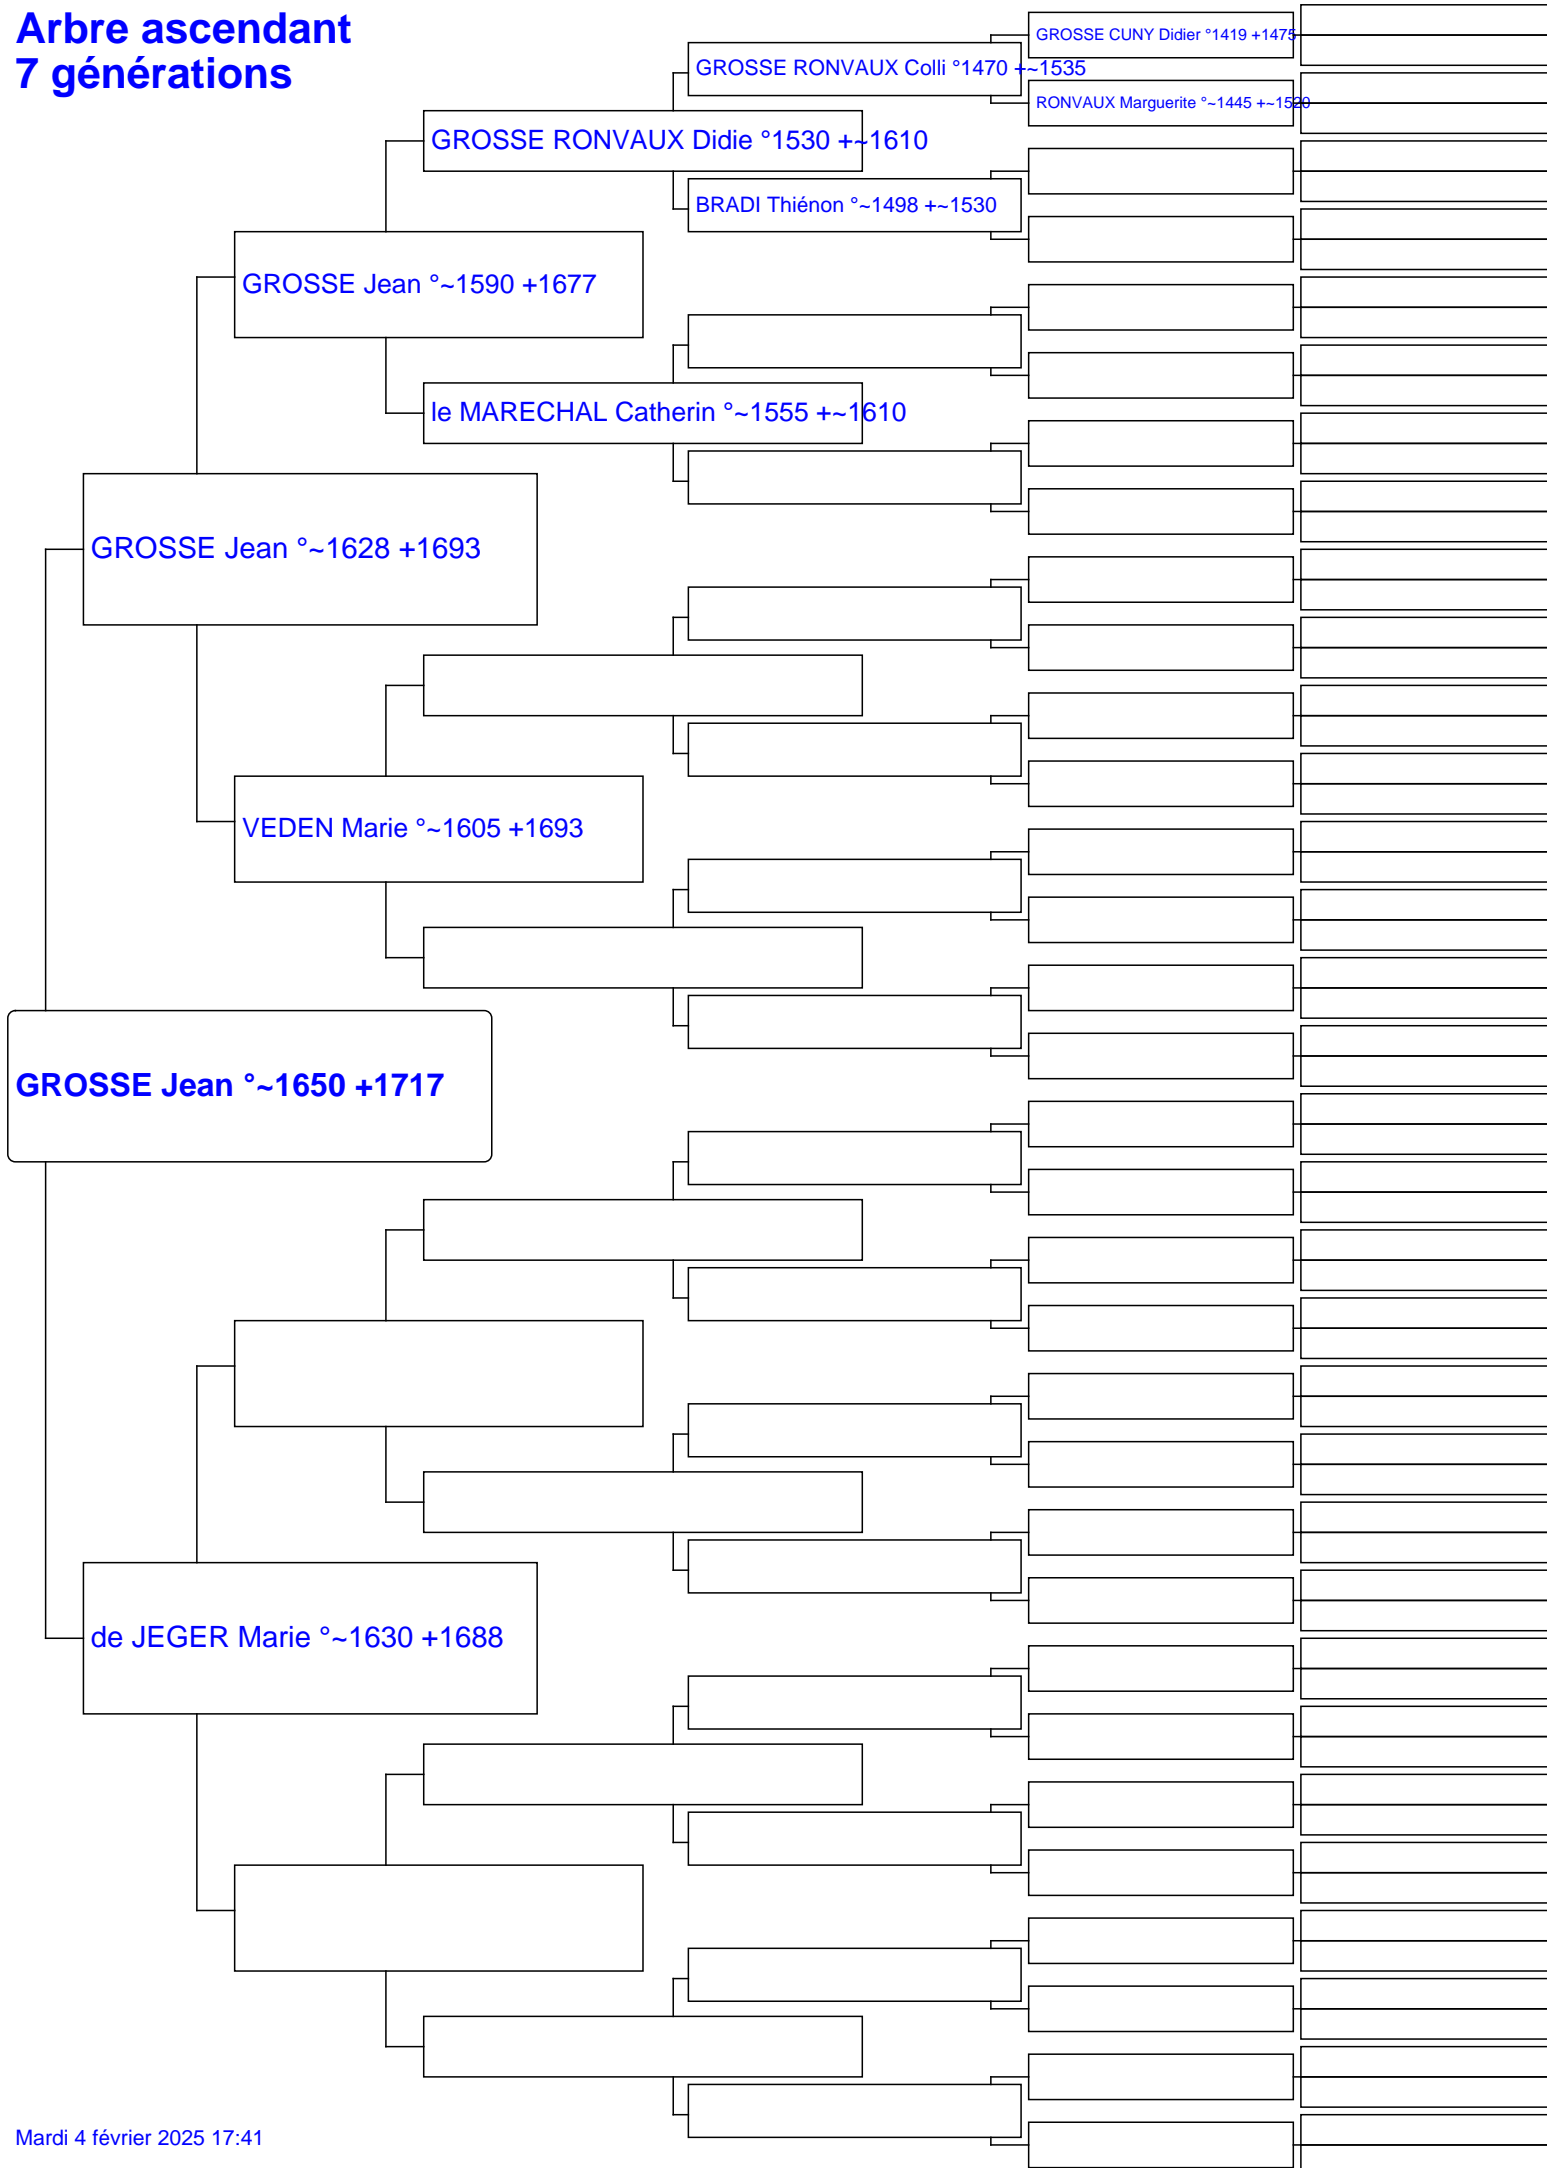 Arbre ascendant
7 générations
GROSSE CUNY Didier °1419 +1475
GROSSE RONVAUX Colli °1470 +~1535
RONVAUX Marguerite °~1445 +~1520
GROSSE RONVAUX Didie °1530 +~1610
BRADI Thiénon °~1498 +~1530
GROSSE Jean °~1590 +1677
le MARECHAL Catherin °~1555 +~1610
GROSSE Jean °~1628 +1693
VEDEN Marie °~1605 +1693
GROSSE Jean °~1650 +1717
de JEGER Marie °~1630 +1688
Mardi 4 février 2025 17:41